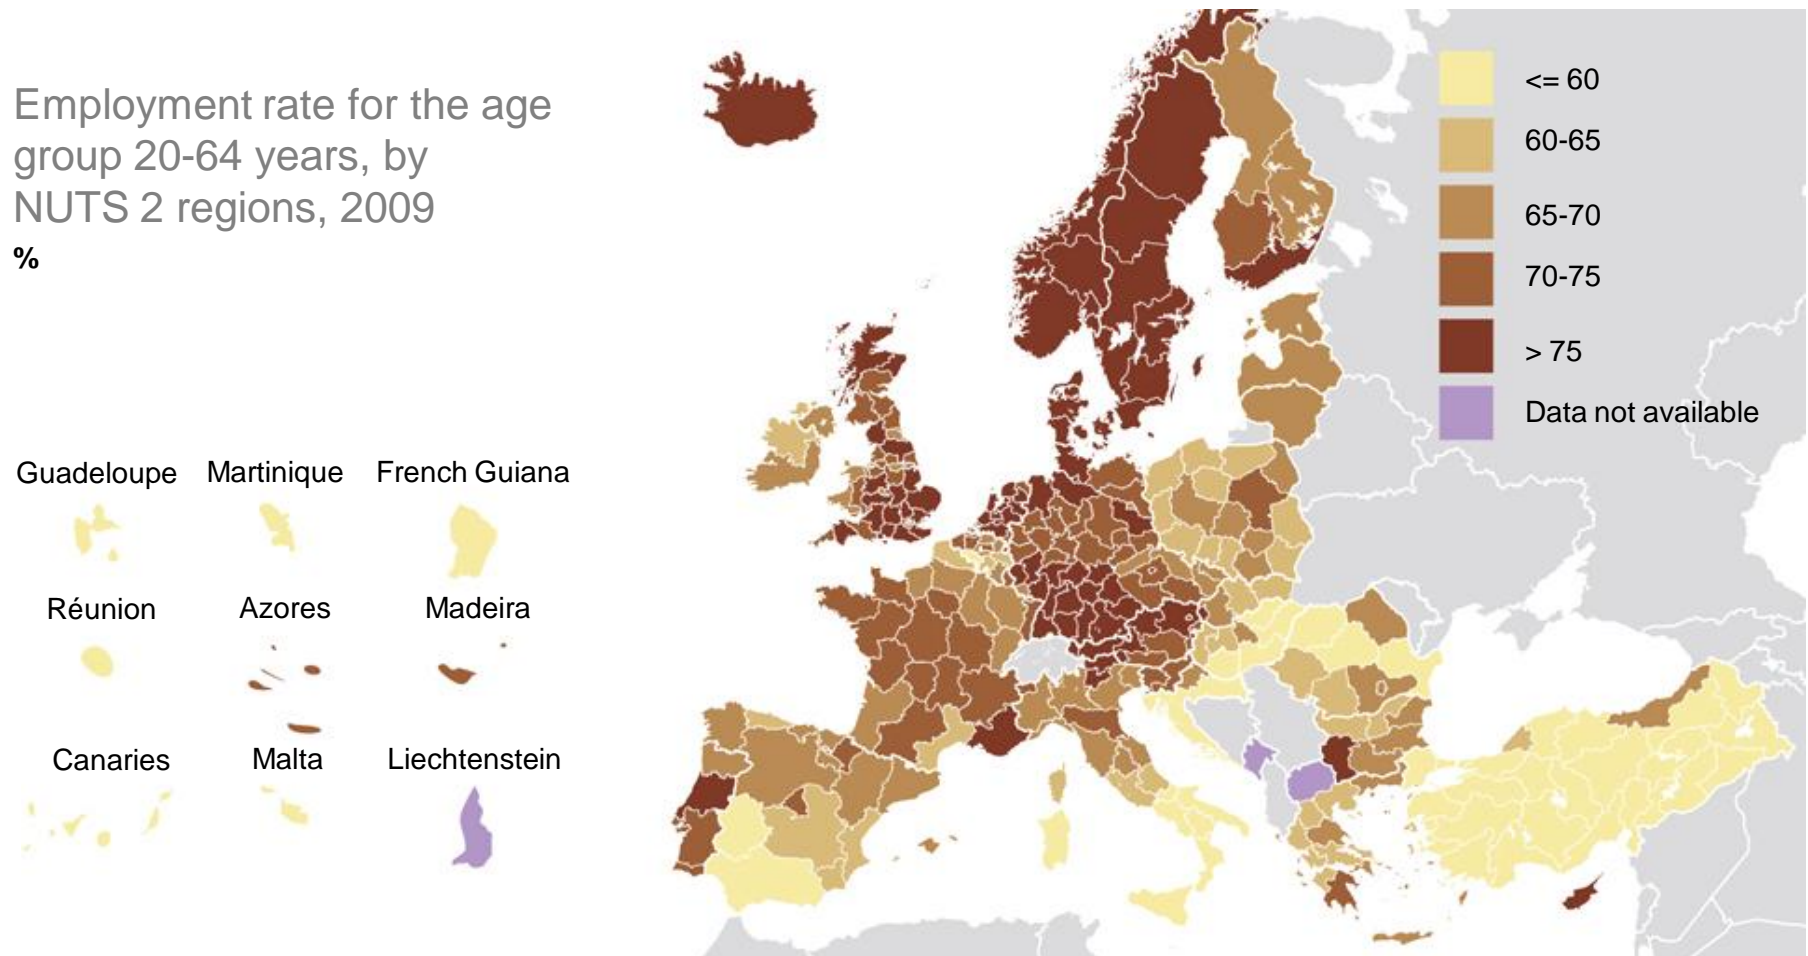 Employment rate for the age
group 20-64 years, by
NUTS 2 regions, 2009
%
<= 60
60-65
65-70
70-75
> 75
Data not available
Guadeloupe
Martinique
French Guiana
Réunion
Azores
Madeira
Canaries
Malta
Liechtenstein